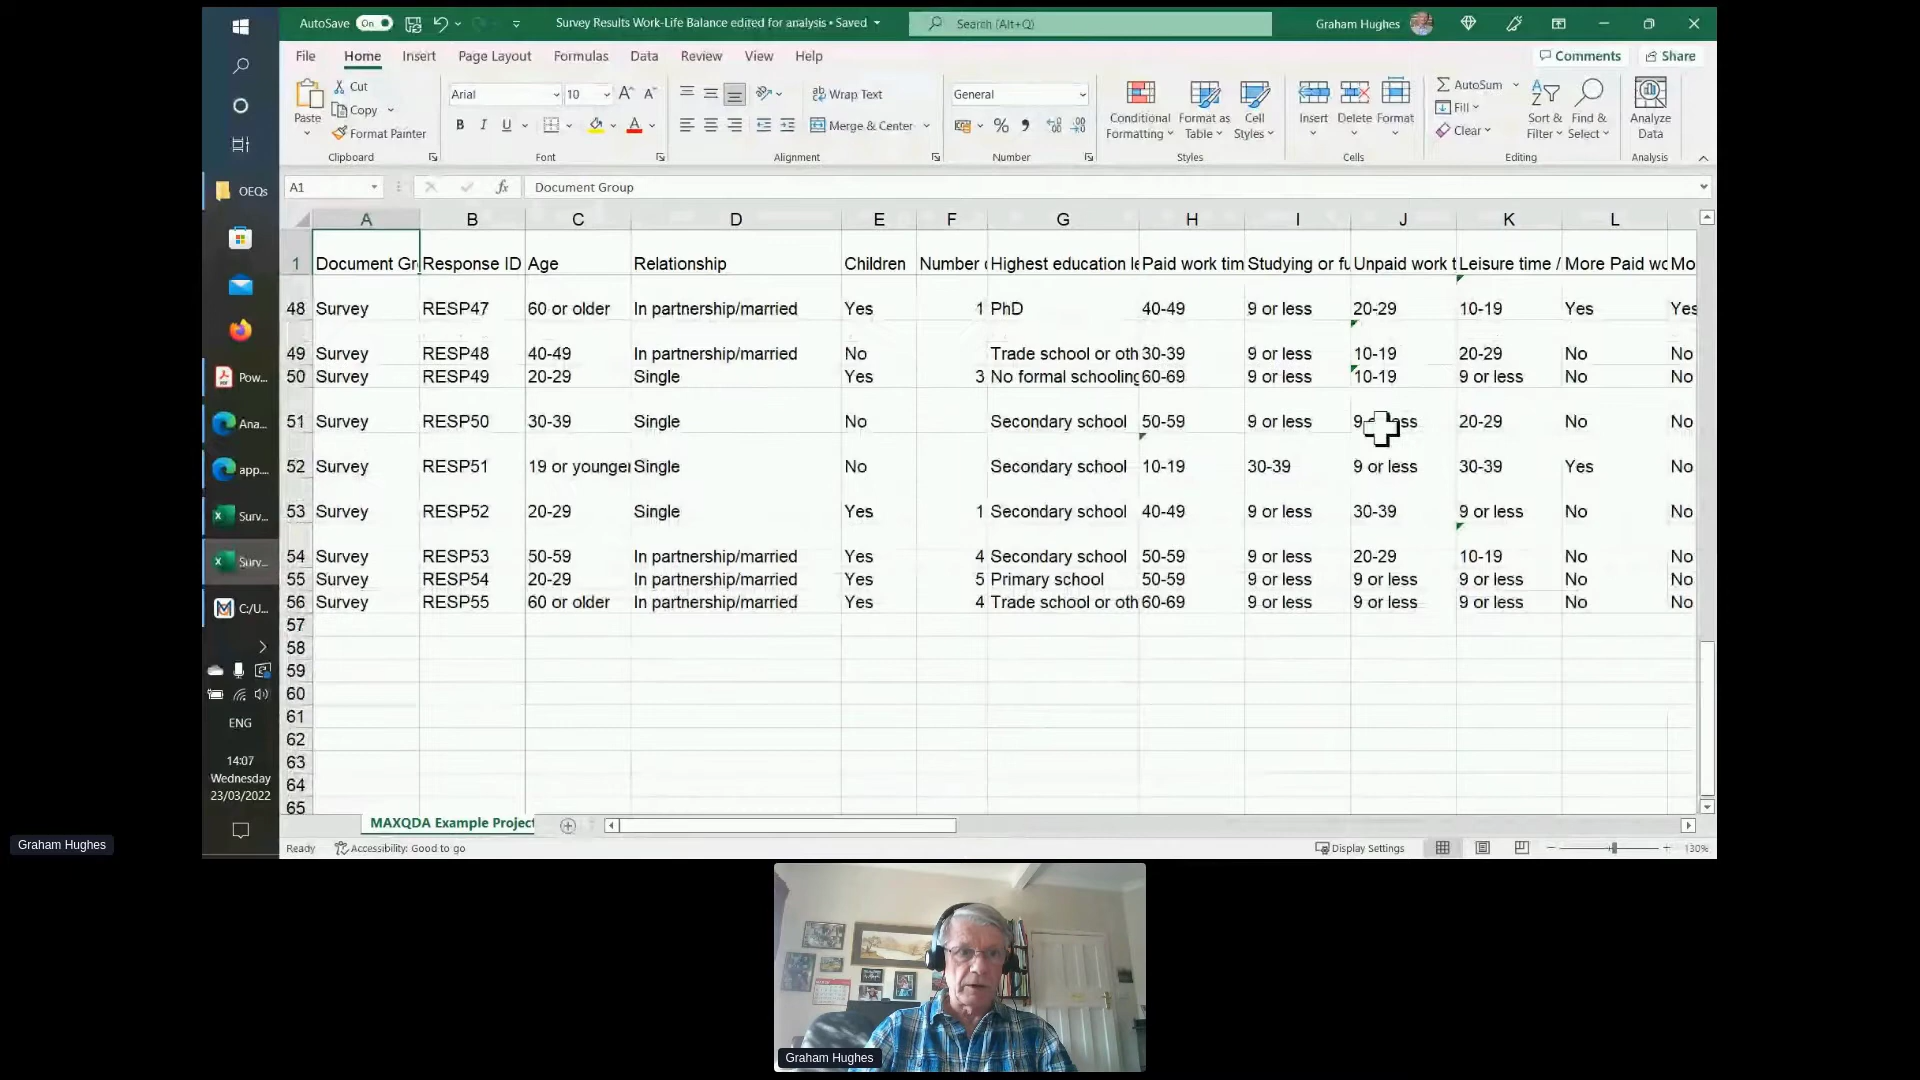 AutoSave On Survey Results Work-Life Balance edited for analysis • Saved Search (Alt+Q) Graham Hughes
File Home Insert Page Layout Formulas Data Review View Help Comments Share
Paste Cut Copy Format Painter Clipboard
Arial 10 B I U Font
Wrap Text Merge & Center Alignment
General % Number
Conditional Formatting Format as Table Cell Styles Styles
Insert Delete Format Cells
AutoSum Fill Clear Sort & Filter Find & Select Editing
Analyze Data Analysis
A1 fx Document Group
A B C D E F G H I J K L
1 Document Gr Response ID Age Relationship Children Number Highest education le Paid work tim Studying or fu Unpaid work t Leisure time / More Paid wo Mo
48 Survey RESP47 60 or older In partnership/married Yes 1 PhD 40-49 9 or less 20-29 10-19 Yes Yes
49 Survey RESP48 40-49 In partnership/married No Trade school or oth 30-39 9 or less 10-19 20-29 No No
50 Survey RESP49 20-29 Single Yes 3 No formal schooling 60-69 9 or less 10-19 9 or less No No
51 Survey RESP50 30-39 Single No Secondary school 50-59 9 or less 9 ss 20-29 No No
52 Survey RESP51 19 or younger Single No Secondary school 10-19 30-39 9 or less 30-39 Yes No
53 Survey RESP52 20-29 Single Yes 1 Secondary school 40-49 9 or less 30-39 9 or less No No
54 Survey RESP53 50-59 In partnership/married Yes 4 Secondary school 50-59 9 or less 20-29 10-19 No No
55 Survey RESP54 20-29 In partnership/married Yes 5 Primary school 50-59 9 or less 9 or less 9 or less No No
56 Survey RESP55 60 or older In partnership/married Yes 4 Trade school or oth 60-69 9 or less 9 or less 9 or less No No
57
58
59
60
61
62
63
64
65
MAXQDA Example Project
Ready Accessibility: Good to go Display Settings 130%
OEQs
Pow...
Ana...
app...
Surv...
Surv...
C:/U...
ENG
14:07
Wednesday
23/03/2022
Graham Hughes
Graham Hughes